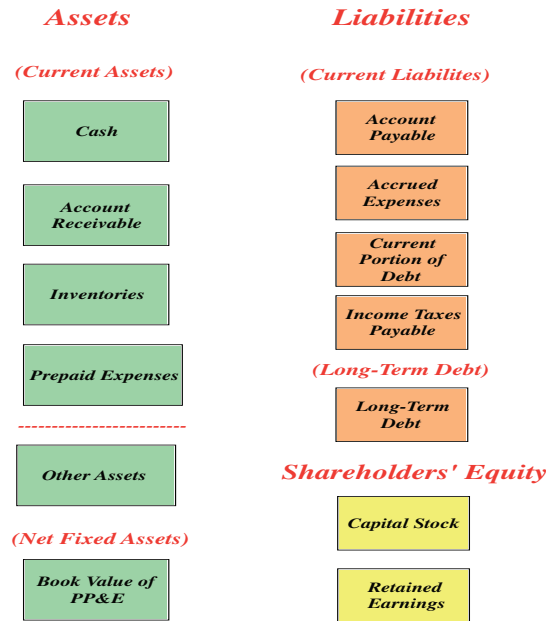 Assets
(Current Assets)
Cash
Account
Receivable
Inventories
Prepaid Expenses
Other Assets
(Net Fixed Assets)
Book Value of
PP&E
Liabilities
(Current Liabilites)
Account
Payable
Accrued
Expenses
Current
Portion of
Debt
Income Taxes
Payable
(Long-Term Debt)
Long-Term
Debt
Shareholders' Equity
Capital Stock
Retained
Earnings